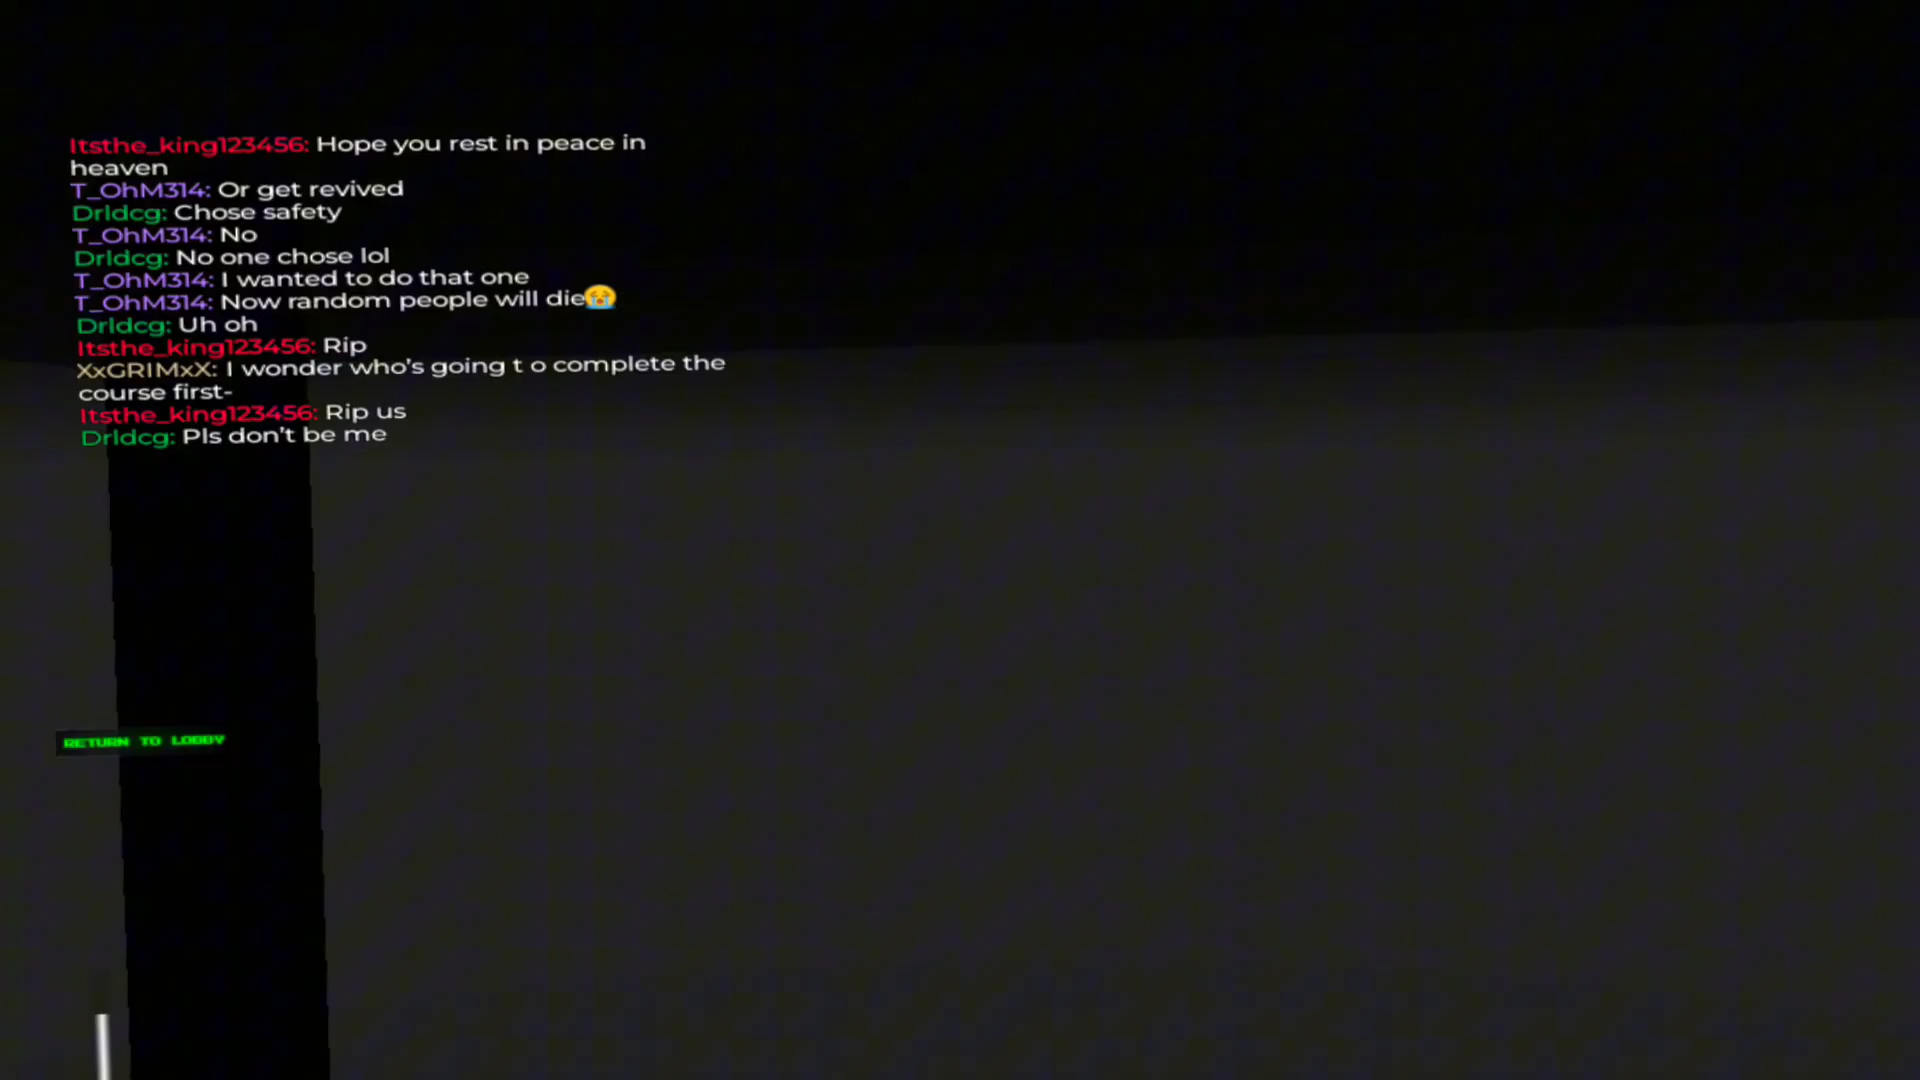 Itsthe_king123456: Hope you rest in peace in
heaven
T_OhM314: Or get revived
Drldcg: Chose safety
T_OhM314: No
Drldcg: No one chose lol
T_OhM314: I wanted to do that one
T_OhM314: Now random people will die😭
Drldcg: Uh oh
Itsthe_king123456: Rip
XxGRIMxX: I wonder who's going t o complete the
course first-
Itsthe_king123456: Rip us
Drldcg: Pls don't be me
RETURN TO LOBBY